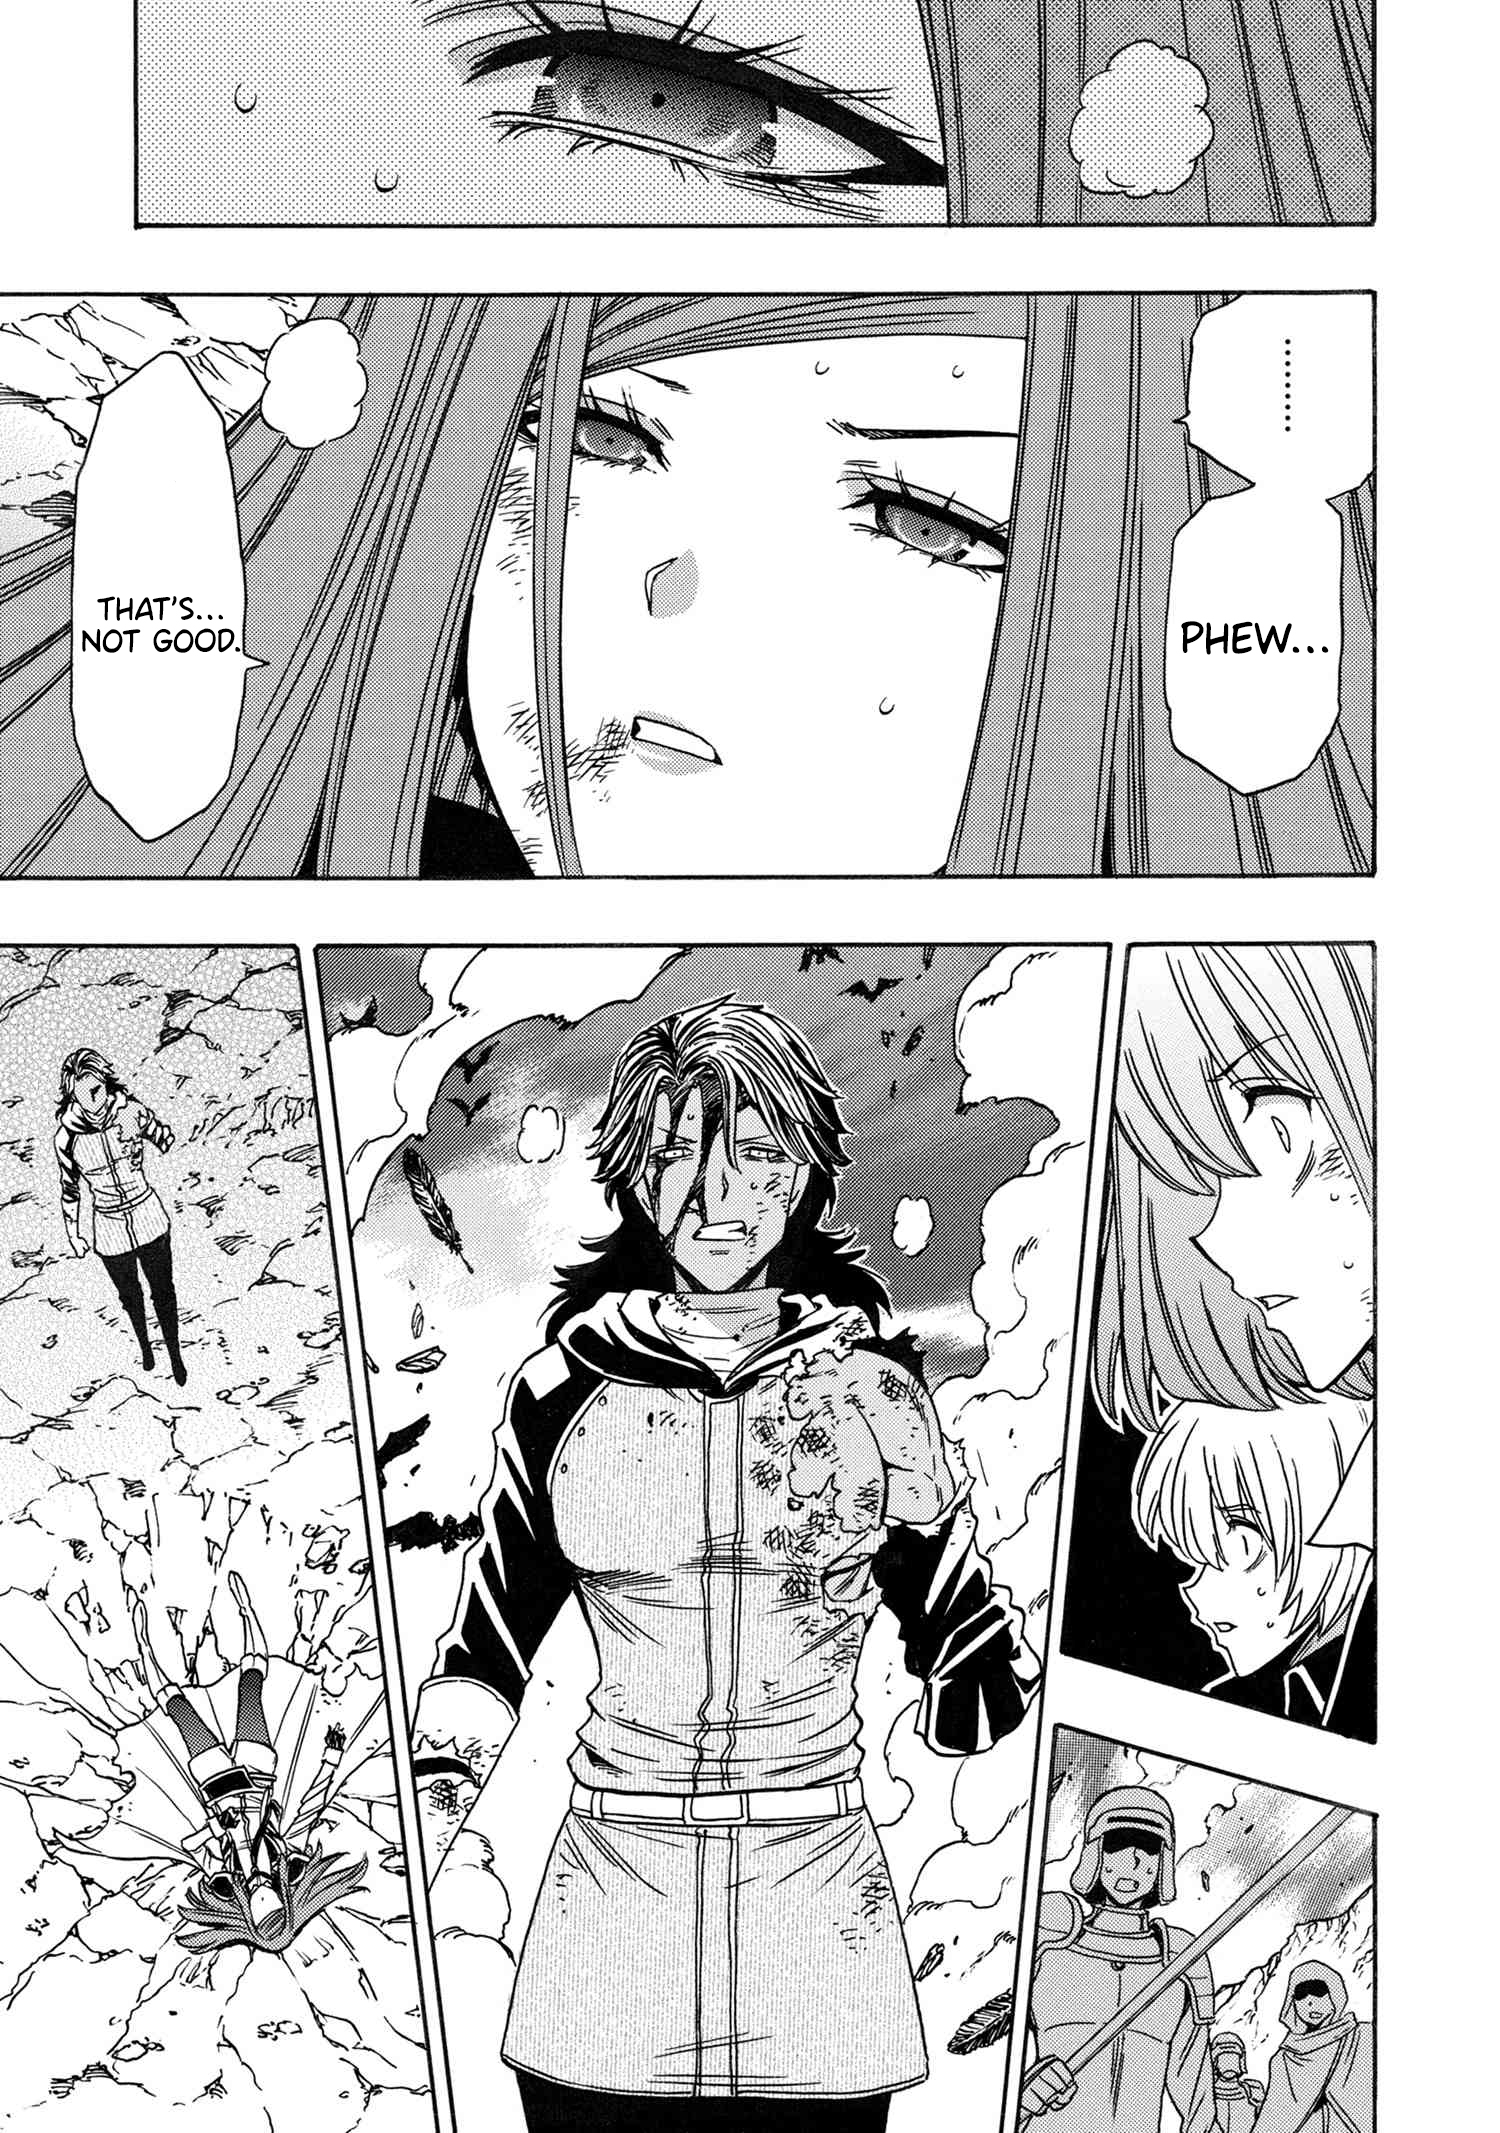 ………
PHEW…
THAT'S…
NOT GOOD.